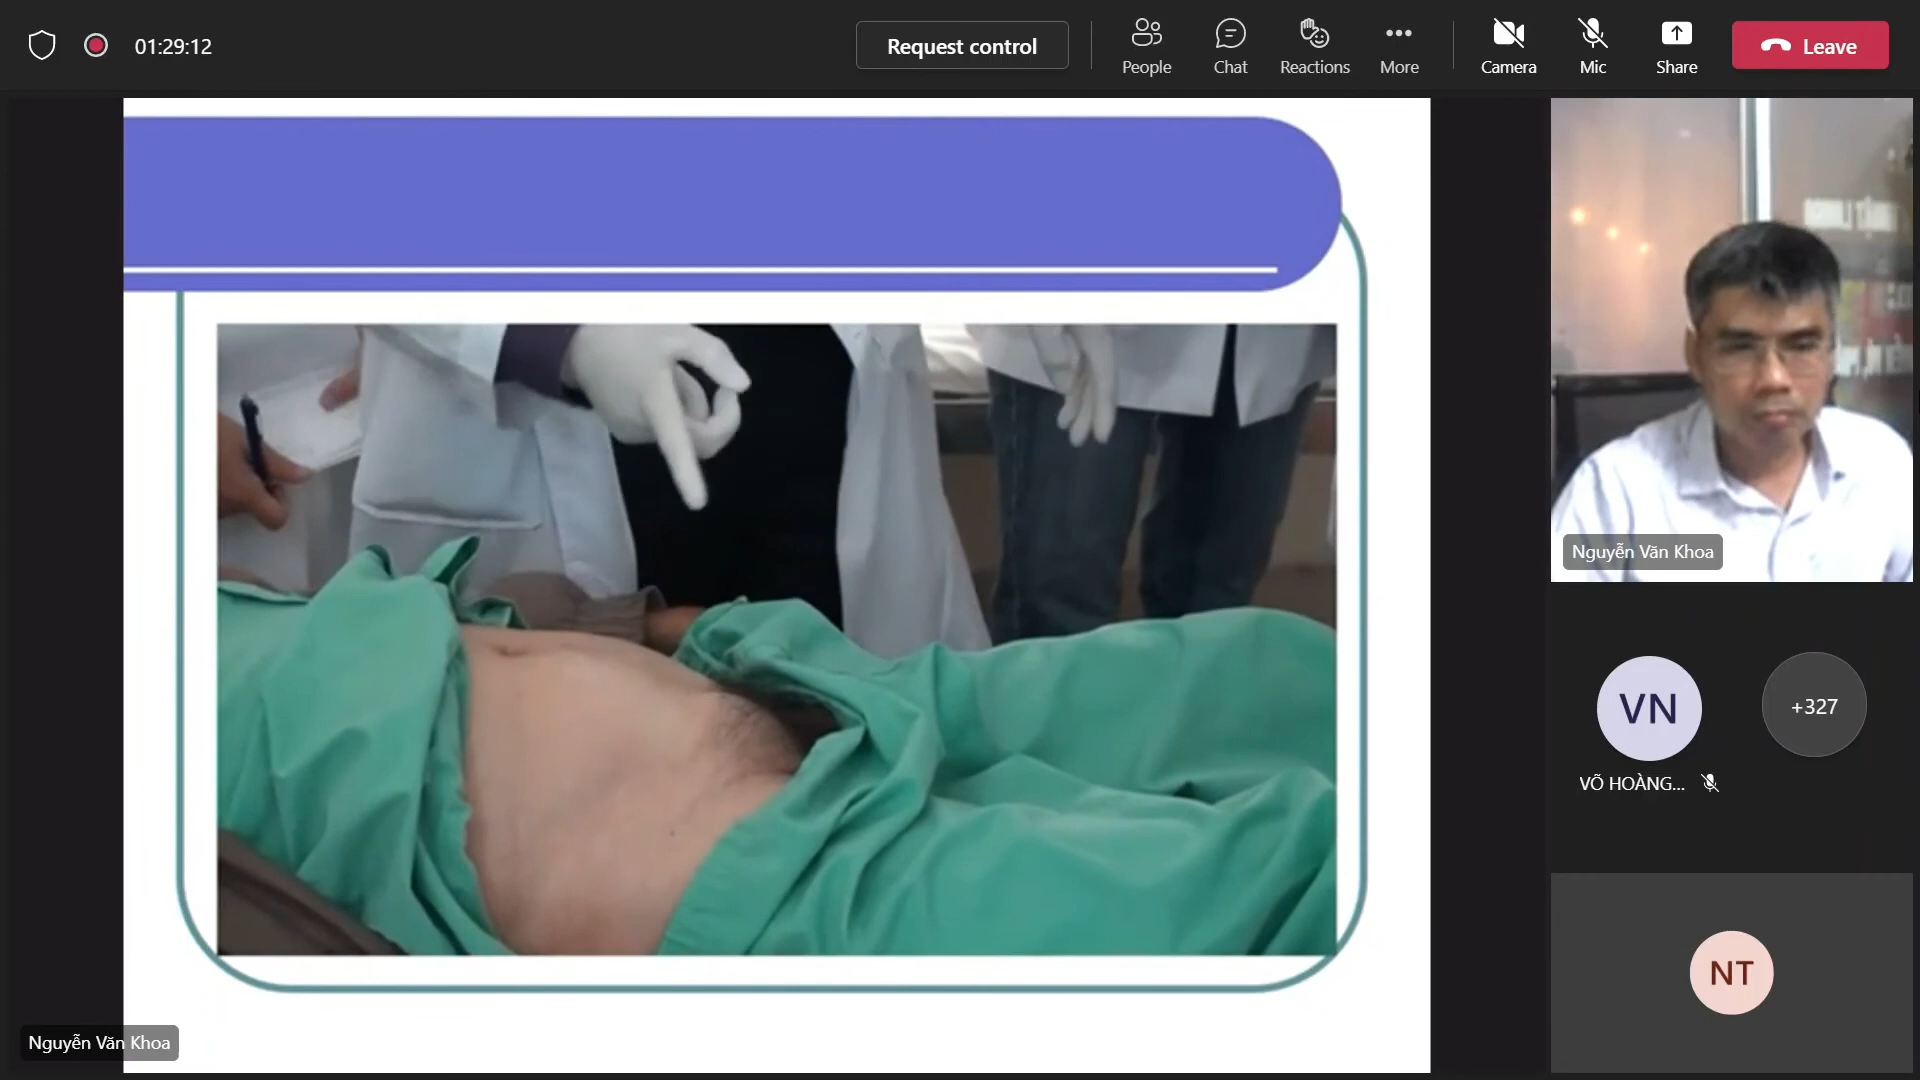 01:29:12
Request control
People
Chat
Reactions
More
Camera
Mic
Share
Leave
Nguyễn Văn Khoa
VN
+327
VÕ HOÀNG...
NT
Nguyễn Văn Khoa